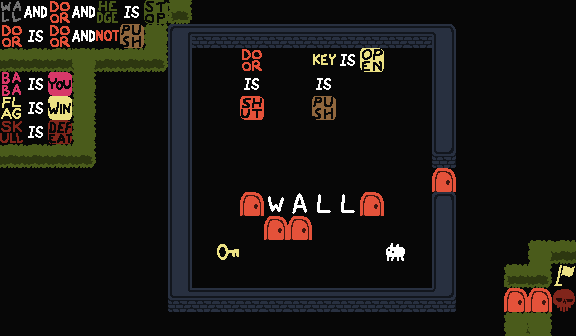 WALL AND DOOR AND HEDGE IS STOP
DOOR IS DOOR AND NOT PUSH
BABA IS YOU
FLAG IS WIN
SKULL IS DEFEAT
DOOR
IS
SHUT
KEY IS OPEN
IS
PUSH
WALL